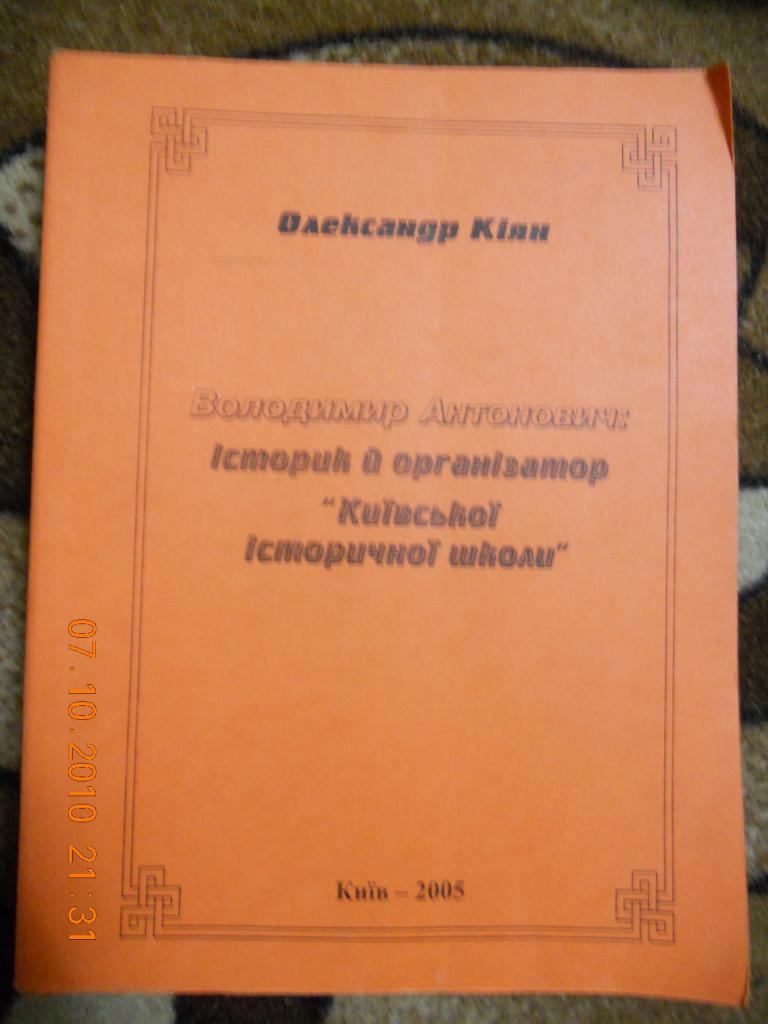 Олександр Кіян
Володимир Антонович:
Історик й організатор
"Київської
історичної школи"
Київ – 2005
07.10.2010 21:31